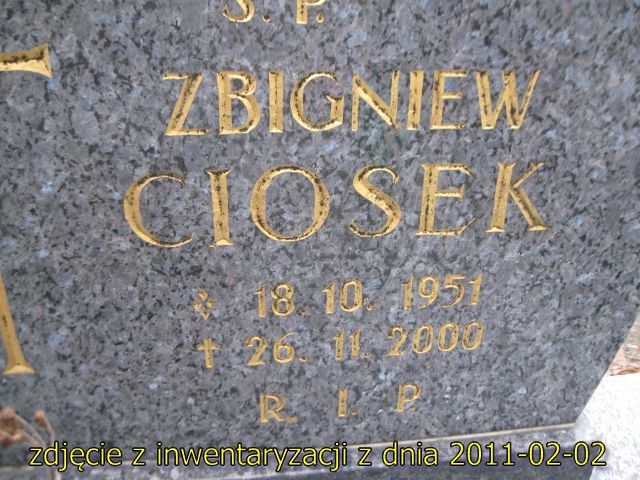 S. P.
ZBIGNIEW
CIOSEK
18. 10. 1951
✝ 26. 11. 2000
R. I. P.
zdjęcie z inwentaryzacji z dnia 2011-02-02